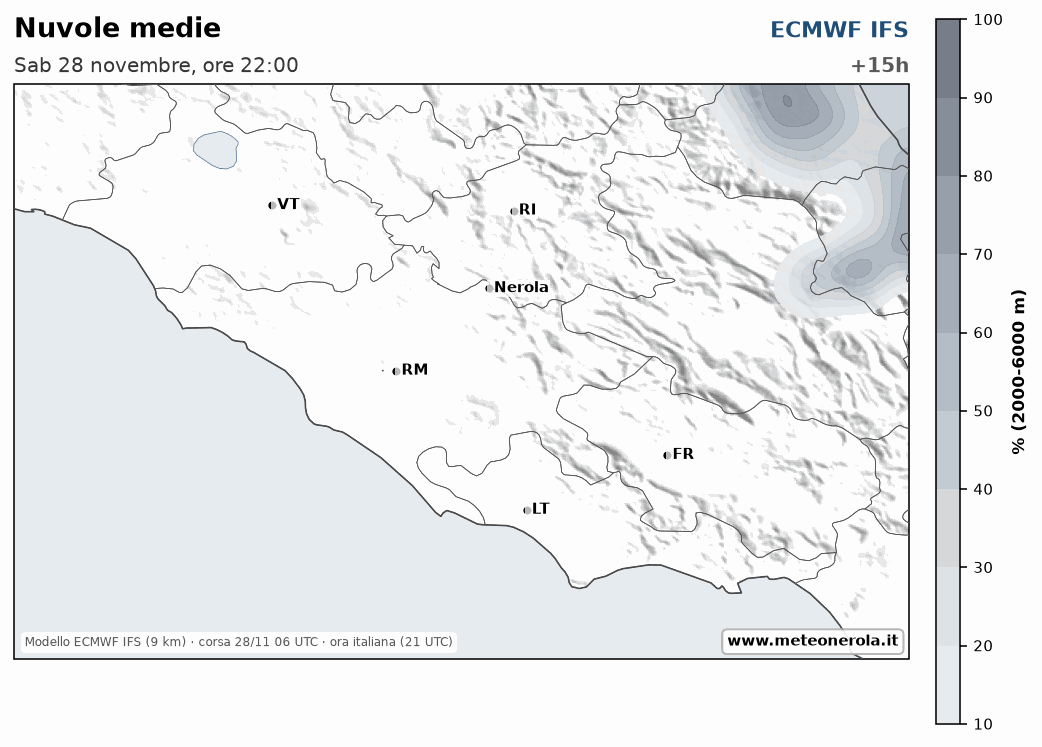 Nuvole medie
ECMWF IFS
Sab 28 novembre, ore 22:00
+15h
100
90
80
70
60
50
40
30
20
10
% (2000-6000 m)
VT
RI
Nerola
RM
FR
LT
Modello ECMWF IFS (9 km) · corsa 28/11 06 UTC · ora italiana (21 UTC)
www.meteonerola.it